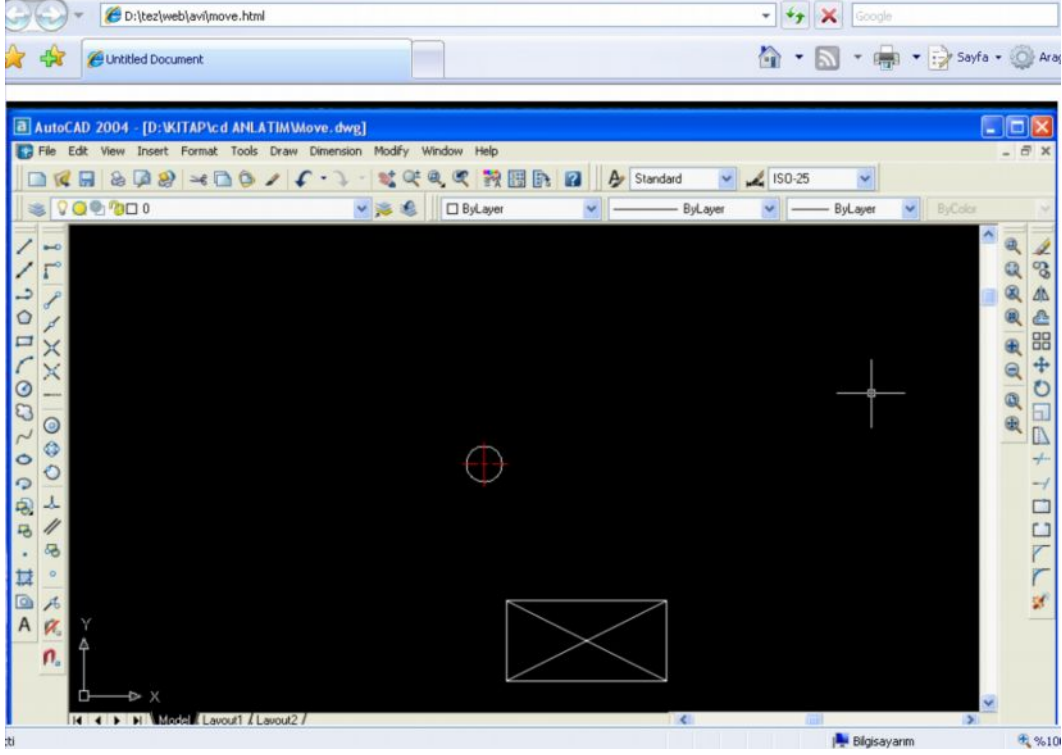 D:\tez\web\avi\move.html
Google
Untitled Document
Sayfa
AutoCAD 2004 - [D:\KITAP\cd ANLATIM\Move.dwg]
File Edit View Insert Format Tools Draw Dimension Modify Window Help
Standard ISO-25
0 ByLayer ByLayer ByLayer ByColor
A
Y
X
Model Layout1 Layout2
Bilgisayarım